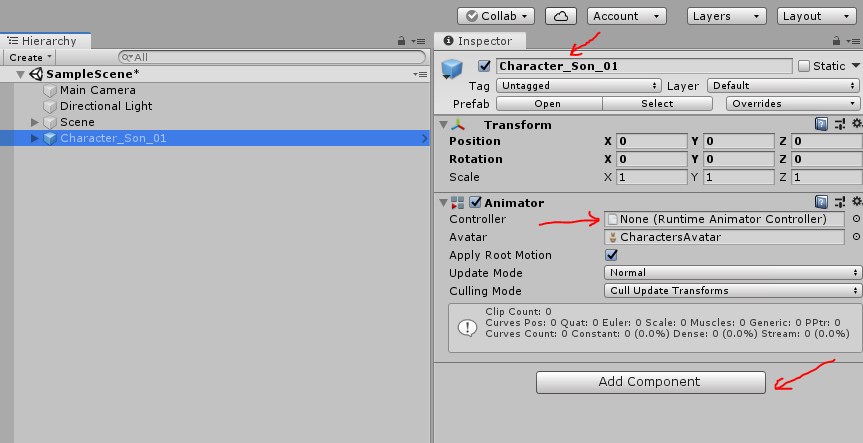 Collab
Account
Layers
Layout
Hierarchy
Create
All
SampleScene*
Main Camera
Directional Light
Scene
Character_Son_01
Inspector
Character_Son_01
Static
Tag Untagged Layer Default
Prefab Open Select Overrides
Transform
Position X 0 Y 0 Z 0
Rotation X 0 Y 0 Z 0
Scale X 1 Y 1 Z 1
Animator
Controller None (Runtime Animator Controller)
Avatar CharactersAvatar
Apply Root Motion
Update Mode Normal
Culling Mode Cull Update Transforms
Clip Count: 0
Curves Pos: 0 Quat: 0 Euler: 0 Scale: 0 Muscles: 0 Generic: 0 PPtr: 0
Curves Count: 0 Constant: 0 (0.0%) Dense: 0 (0.0%) Stream: 0 (0.0%)
Add Component